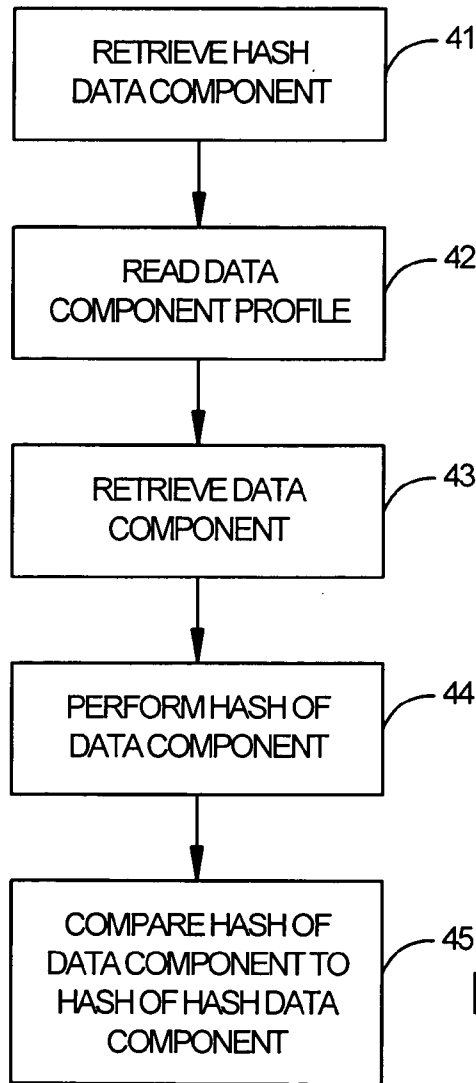 RETRIEVE HASH
DATA COMPONENT
41
READ DATA
COMPONENT PROFILE
42
RETRIEVE DATA
COMPONENT
43
PERFORM HASH OF
DATA COMPONENT
44
COMPARE HASH OF
DATA COMPONENT TO
HASH OF HASH DATA
COMPONENT
45